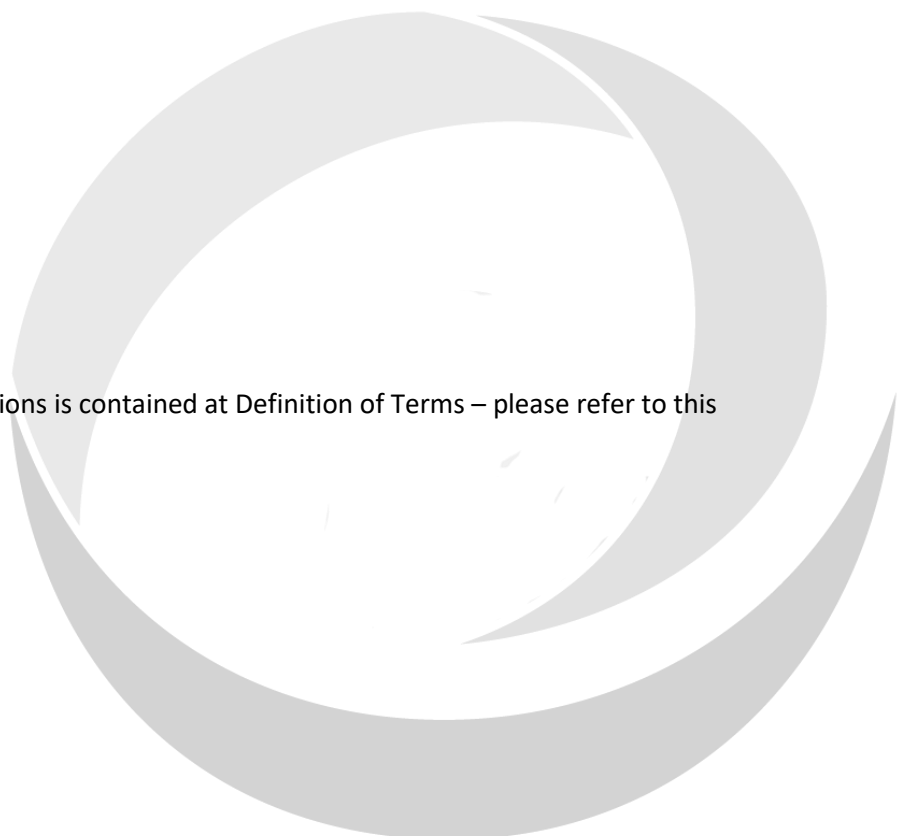 ions is contained at Definition of Terms – please refer to this